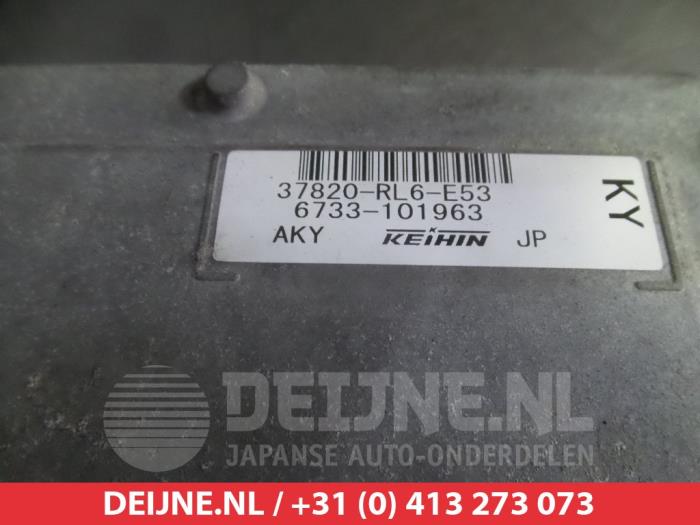 37820-RL6-E53
6733-101963
AKY KEIHIN JP
KY
DEIJNE.NL
JAPANSE AUTO-ONDERDELEN
DEIJNE.NL / +31 (0) 413 273 073